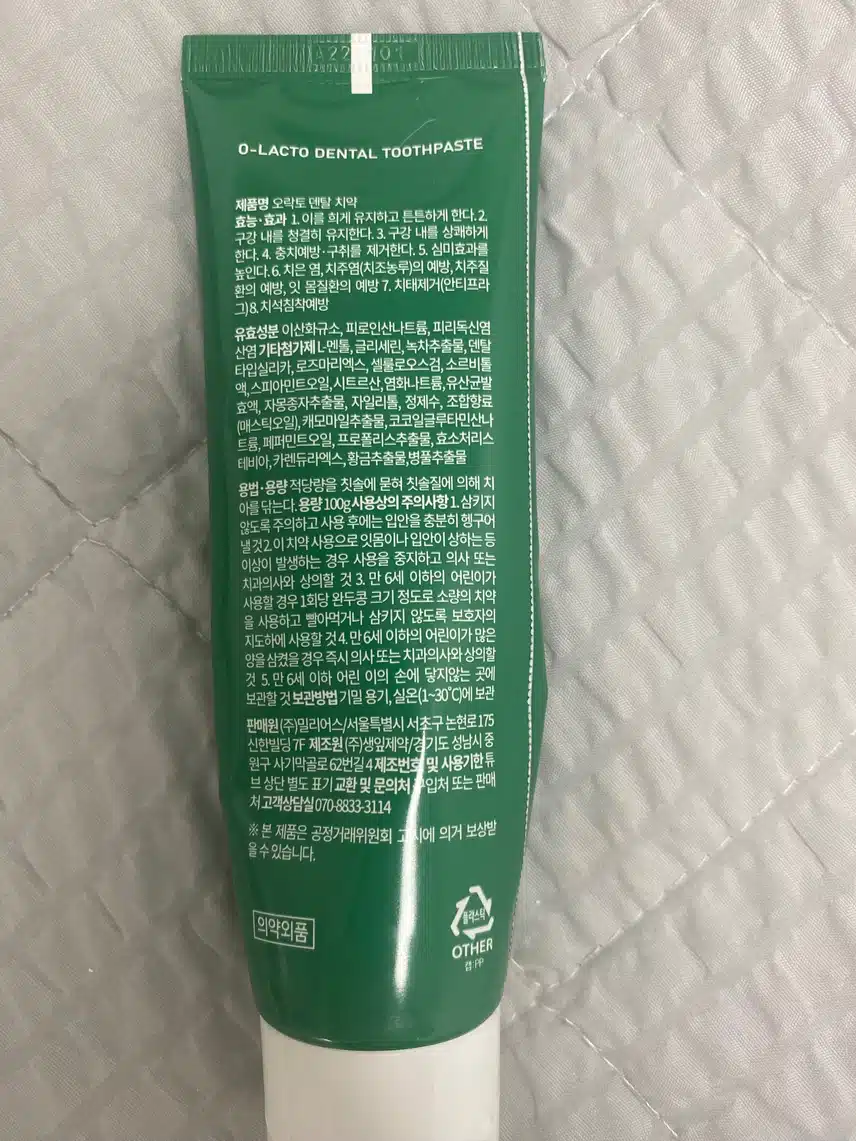 A22 701
O-LACTO DENTAL TOOTHPASTE
제품명 오락토 덴탈 치약
효능·효과 1. 이를 희게 유지하고 튼튼하게 한다. 2.
구강 내를 청결히 유지한다. 3. 구강 내를 상쾌하게
한다. 4. 충치예방·구취를 제거한다. 5. 심미효과를
높인다. 6. 치은 염, 치주염(치조농루)의 예방, 치주질
환의 예방, 잇 몸질환의 예방 7. 치태제거(안티프라
그) 8. 치석침착예방
유효성분 이산화규소, 피로인산나트륨, 피리독신염
산염 기타첨가제 L-멘톨, 글리세린, 녹차추출물, 덴탈
타입실리카, 로즈마리엑스, 셀룰로오스검, 소르비톨
액, 스피아민트오일, 시트르산, 염화나트륨, 유산균발
효액, 자몽종자추출물, 자일리톨, 정제수, 조합향료
(매스틱오일), 캐모마일추출물, 코코일글루타민산나
트륨, 페퍼민트오일, 프로폴리스추출물, 효소처리스
테비아, 카렌듀라엑스, 황금추출물, 병풀추출물
용법·용량 적당량을 칫솔에 묻혀 칫솔질에 의해 치
아를 닦는다. 용량 100g 사용상의 주의사항 1. 삼키지
않도록 주의하고 사용 후에는 입안을 충분히 헹구어
낼 것 2. 이 치약 사용으로 잇몸이나 입안이 상하는 등
이상이 발생하는 경우 사용을 중지하고 의사 또는
치과의사와 상의할 것 3. 만 6세 이하의 어린이가
사용할 경우 1회당 완두콩 크기 정도로 소량의 치약
을 사용하고 빨아먹거나 삼키지 않도록 보호자의
지도하에 사용할 것 4. 만 6세 이하의 어린이가 많은
양을 삼켰을 경우 즉시 의사 또는 치과의사와 상의할
것 5. 만 6세 이하 어린 이의 손에 닿지않는 곳에
보관할 것 보관방법 기밀 용기, 실온(1~30℃)에 보관
판매원 (주)밀리어스/서울특별시 서초구 논현로175
신한빌딩 7F 제조원 (주)생잎제약/경기도 성남시 중
원구 사기막골로 62번길 4 제조번호 및 사용기한 튜
브 상단 별도 표기 교환 및 문의처 구입처 또는 판매
처 고객상담실 070-8833-3114
※ 본 제품은 공정거래위원회 고시에 의거 보상받
을 수 있습니다.
의약외품
플라스틱
OTHER
캡:PP